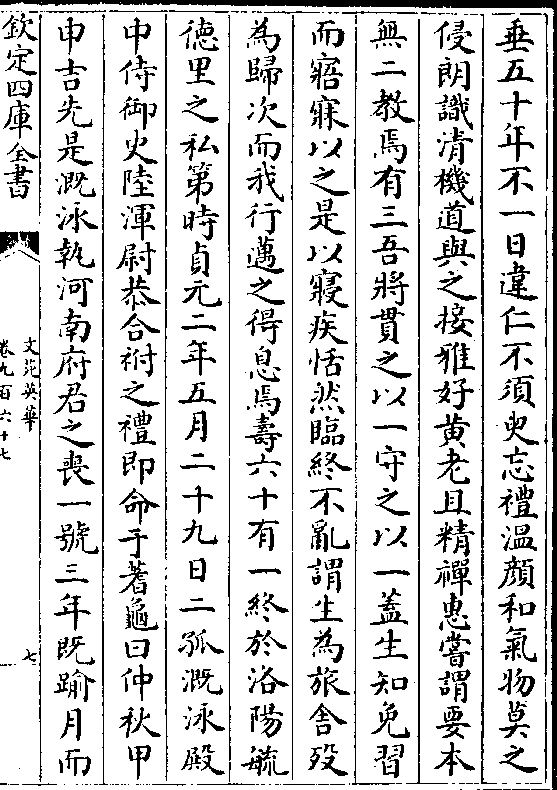 垂五十年不一日違仁不須臾忘禮溫顏和氣物莫之
侵朗識清機道與之接雅好黃老且精禪惠嘗謂要本
無二教焉有三吾將貫之以一守之以一蓋生知免習
而寤寐以之是以寢疾恬然臨終不亂謂生為旅舍歿
為歸次而我行邁之得息焉壽六十有一終於洛陽毓
德里之私第時貞元二年五月二十九日二孤溉泳殿
中侍御史陸渾尉恭合祔之禮即命于蓍龜曰仲秋甲
申吉先是溉泳執河南府君之喪一號三年既踰月而
欽定四庫全書
文苑英華
卷九百六十七
七